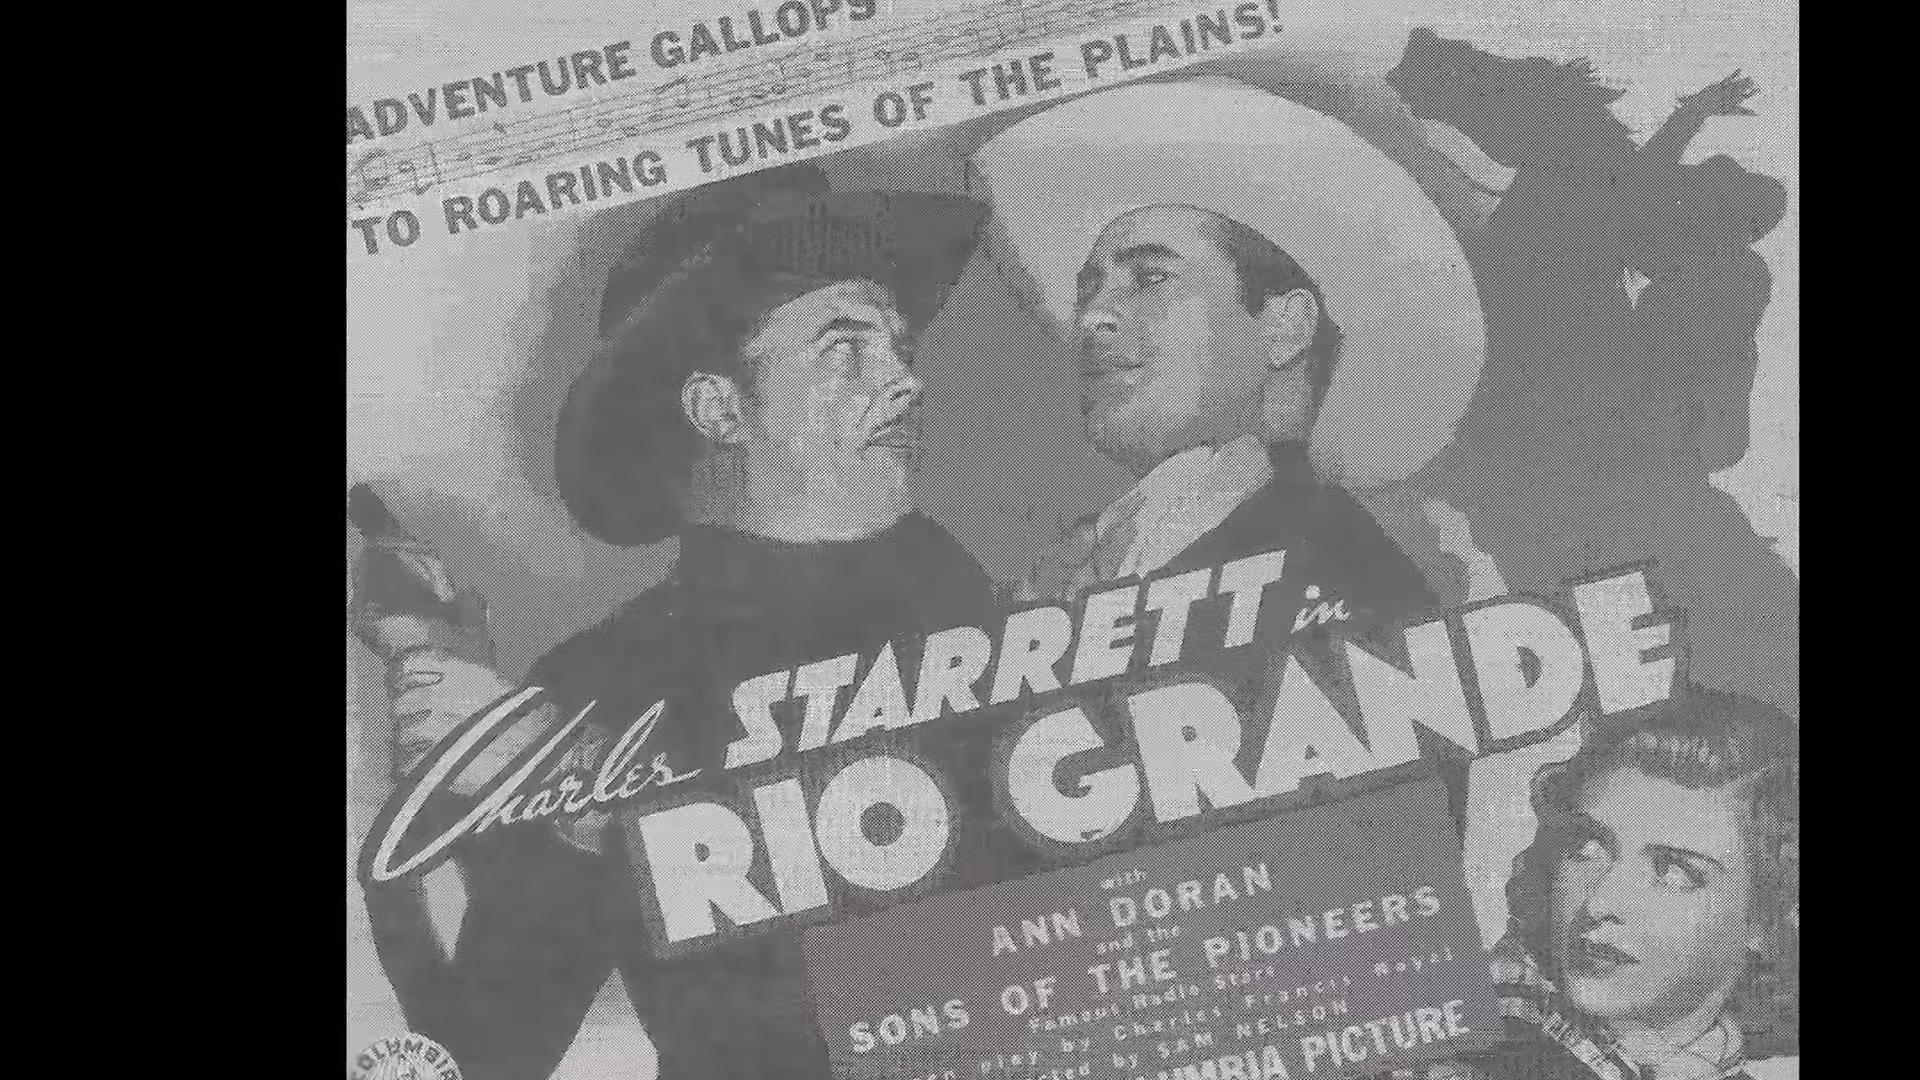 ADVENTURE GALLOPS
TO ROARING TUNES OF THE PLAINS!
Charles STARRETT in
RIO GRANDE
with
ANN DORAN
and the
SONS OF THE PIONEERS
Famous Radio Stars
play by Charles Francis Royal
by SAM NELSON
PICTURE
COLUMBIA